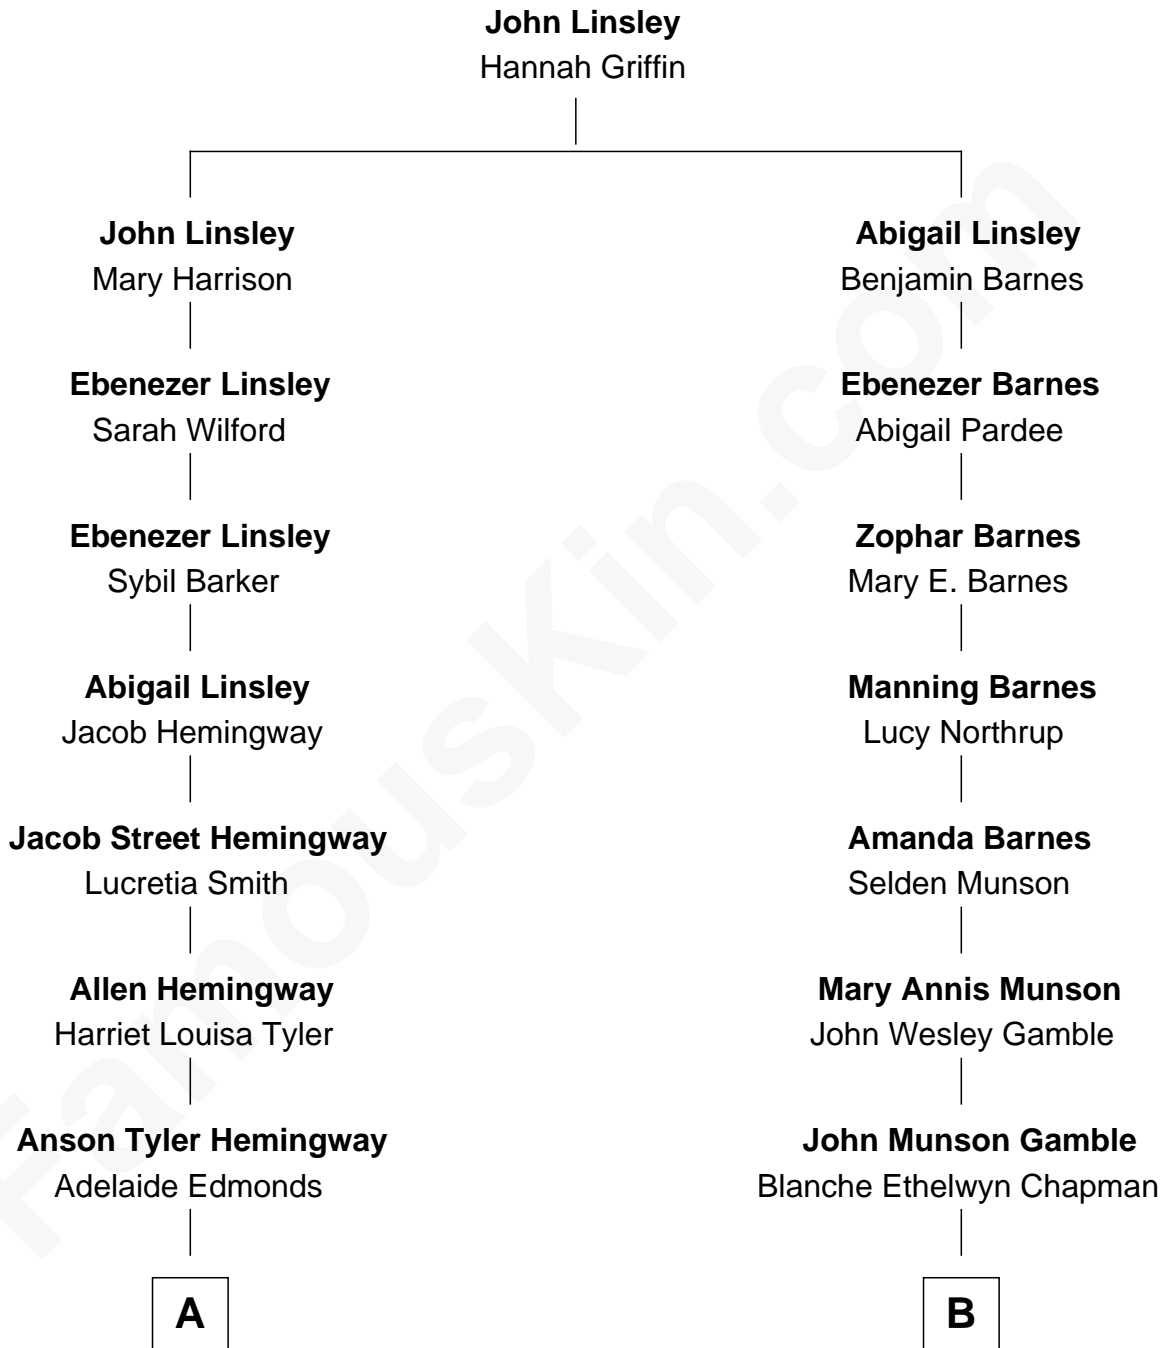 John Linsley
Hannah Griffin
John Linsley
Mary Harrison
Abigail Linsley
Benjamin Barnes
Ebenezer Linsley
Sarah Wilford
Ebenezer Barnes
Abigail Pardee
Ebenezer Linsley
Sybil Barker
Zophar Barnes
Mary E. Barnes
Abigail Linsley
Jacob Hemingway
Manning Barnes
Lucy Northrup
Jacob Street Hemingway
Lucretia Smith
Amanda Barnes
Selden Munson
Allen Hemingway
Harriet Louisa Tyler
Mary Annis Munson
John Wesley Gamble
Anson Tyler Hemingway
Adelaide Edmonds
John Munson Gamble
Blanche Ethelwyn Chapman
A
B
FamousKin.com